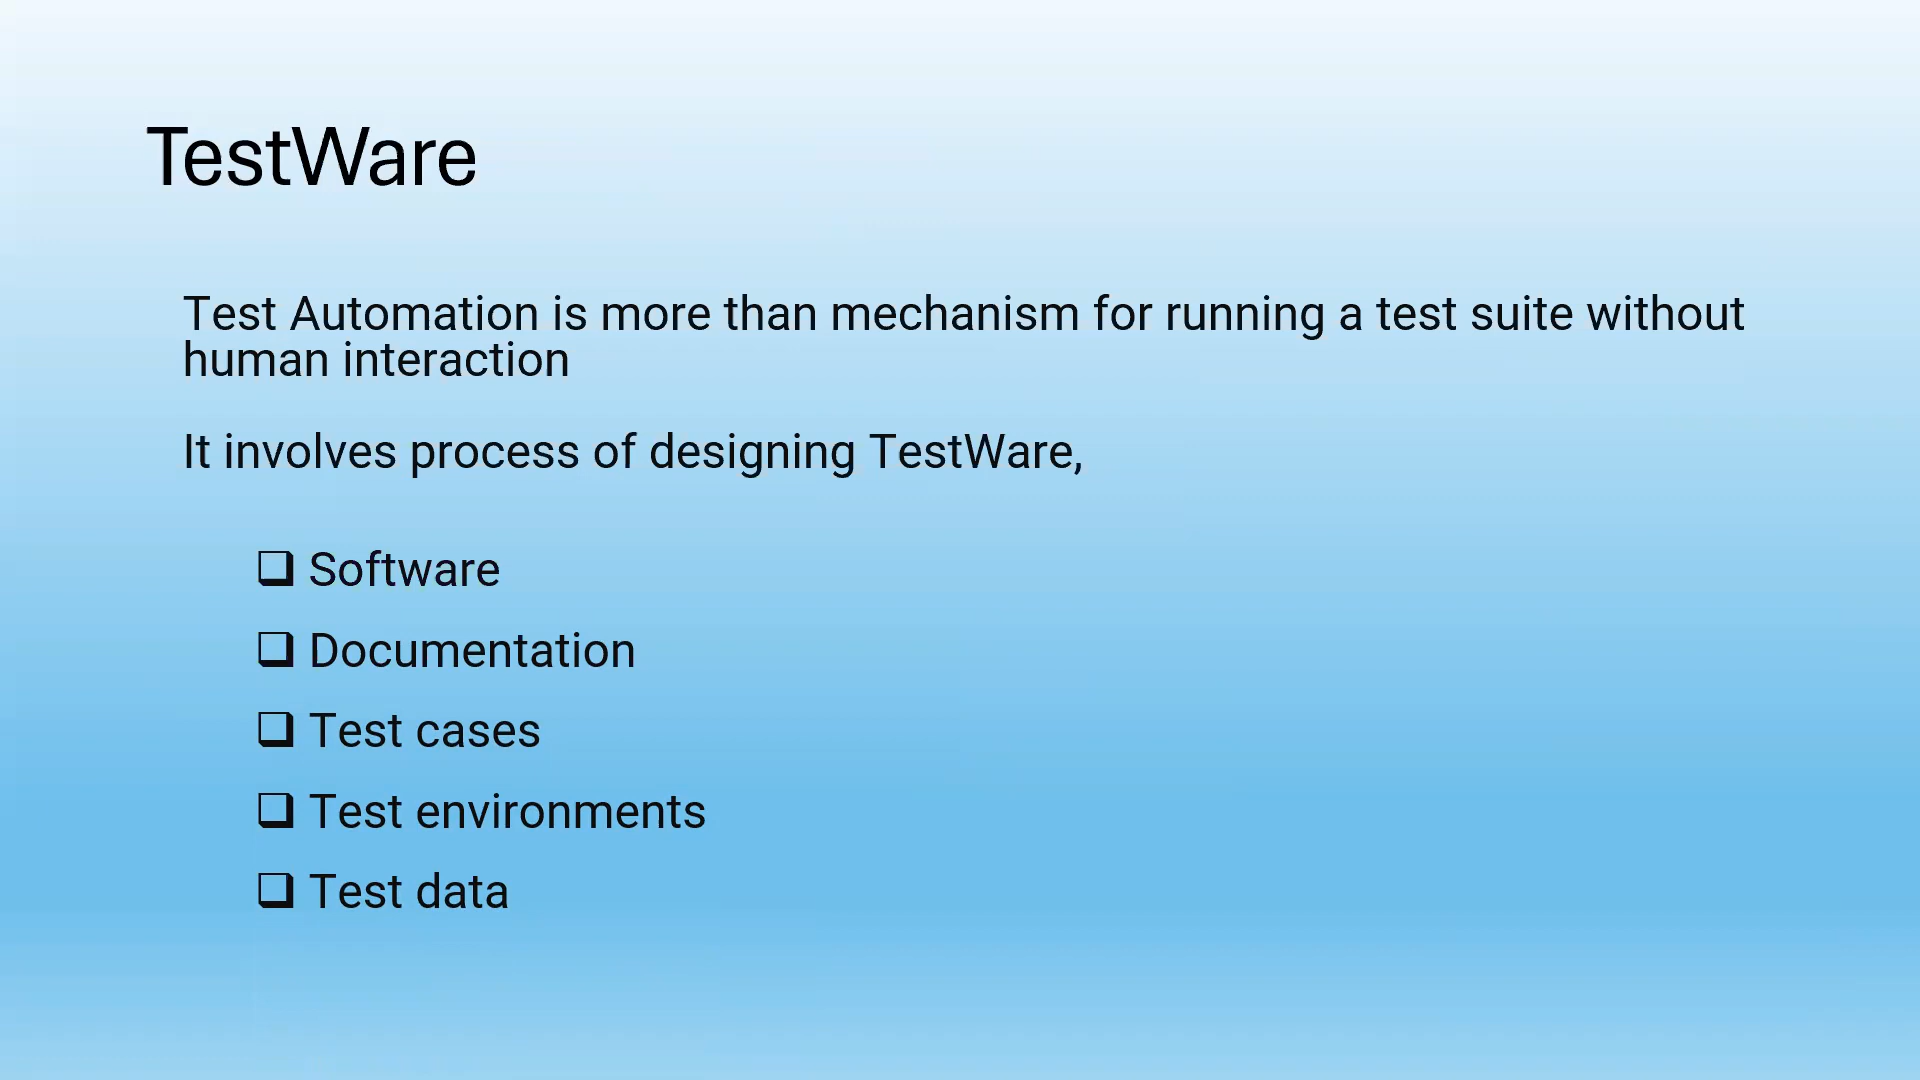 TestWare
Test Automation is more than mechanism for running a test suite without
human interaction
It involves process of designing TestWare,
❑ Software
❑ Documentation
❑ Test cases
❑ Test environments
❑ Test data